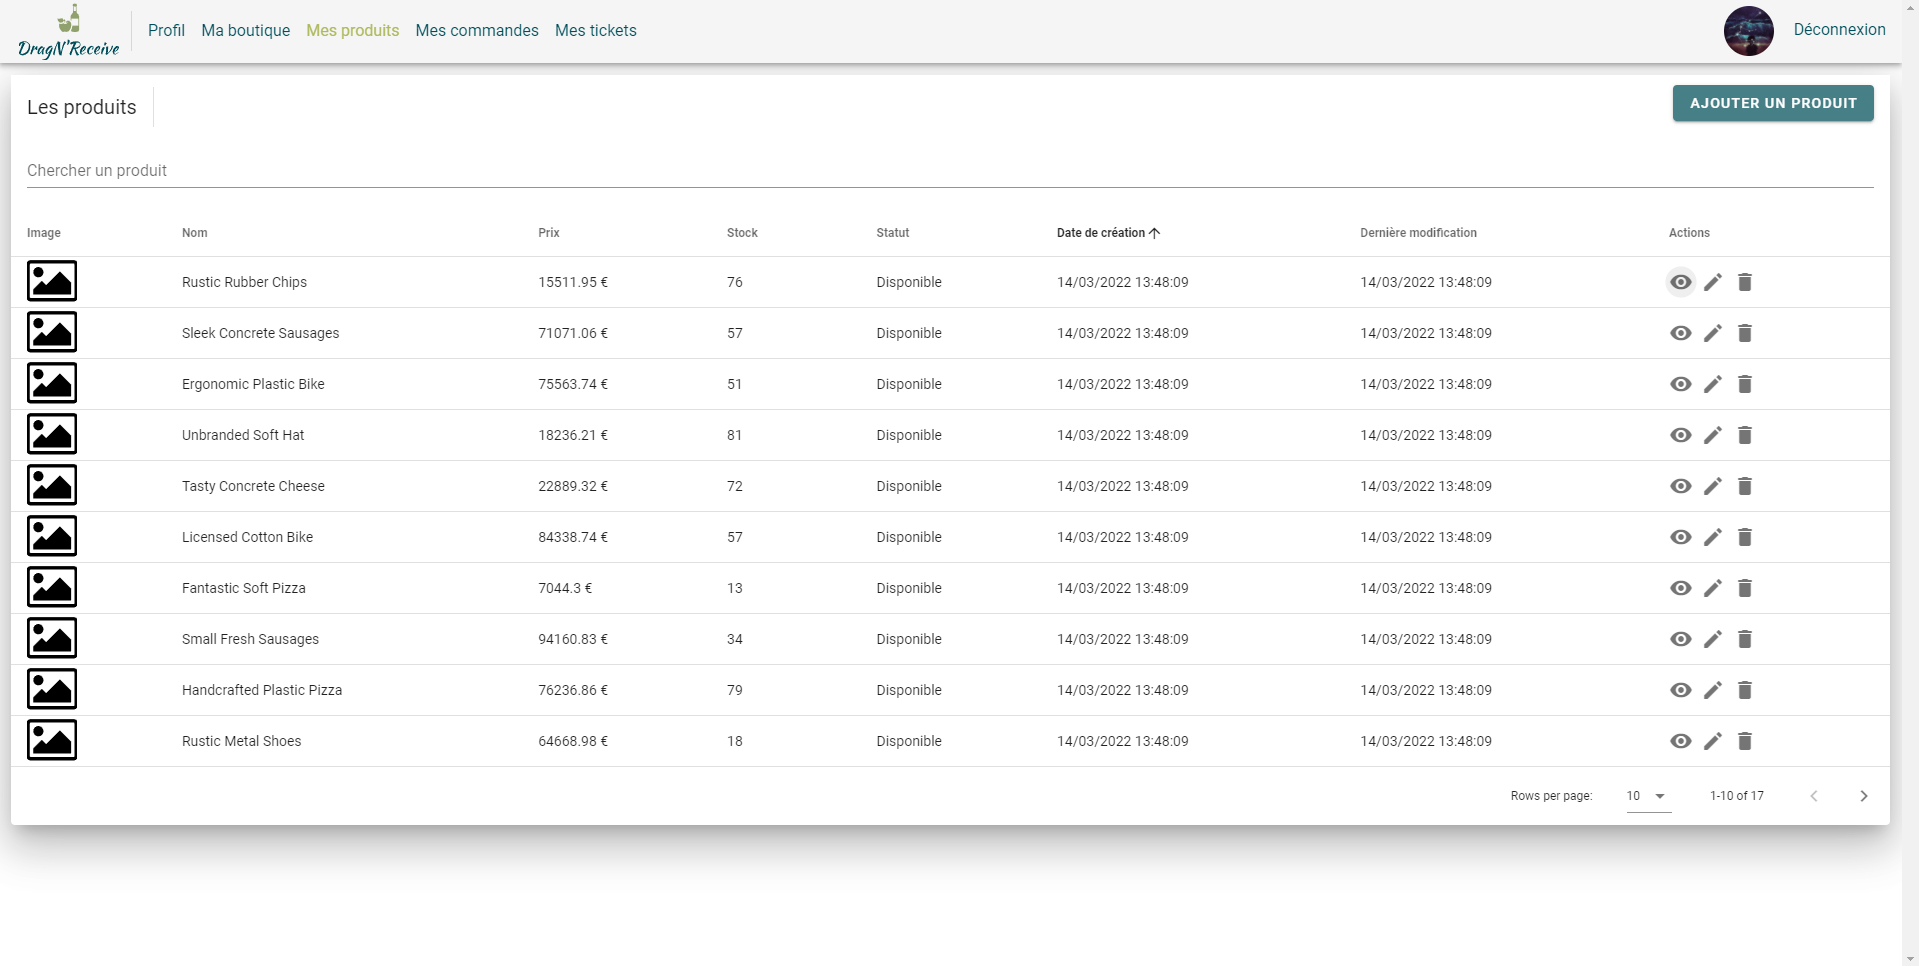 DragN'Receive
Profil Ma boutique Mes produits Mes commandes Mes tickets Déconnexion
Les produits AJOUTER UN PRODUIT
Chercher un produit
Image Nom Prix Stock Statut Date de création Dernière modification Actions
Rustic Rubber Chips 15511.95 € 76 Disponible 14/03/2022 13:48:09 14/03/2022 13:48:09
Sleek Concrete Sausages 71071.06 € 57 Disponible 14/03/2022 13:48:09 14/03/2022 13:48:09
Ergonomic Plastic Bike 75563.74 € 51 Disponible 14/03/2022 13:48:09 14/03/2022 13:48:09
Unbranded Soft Hat 18236.21 € 81 Disponible 14/03/2022 13:48:09 14/03/2022 13:48:09
Tasty Concrete Cheese 22889.32 € 72 Disponible 14/03/2022 13:48:09 14/03/2022 13:48:09
Licensed Cotton Bike 84338.74 € 57 Disponible 14/03/2022 13:48:09 14/03/2022 13:48:09
Fantastic Soft Pizza 7044.3 € 13 Disponible 14/03/2022 13:48:09 14/03/2022 13:48:09
Small Fresh Sausages 94160.83 € 34 Disponible 14/03/2022 13:48:09 14/03/2022 13:48:09
Handcrafted Plastic Pizza 76236.86 € 79 Disponible 14/03/2022 13:48:09 14/03/2022 13:48:09
Rustic Metal Shoes 64668.98 € 18 Disponible 14/03/2022 13:48:09 14/03/2022 13:48:09
Rows per page: 10 1-10 of 17